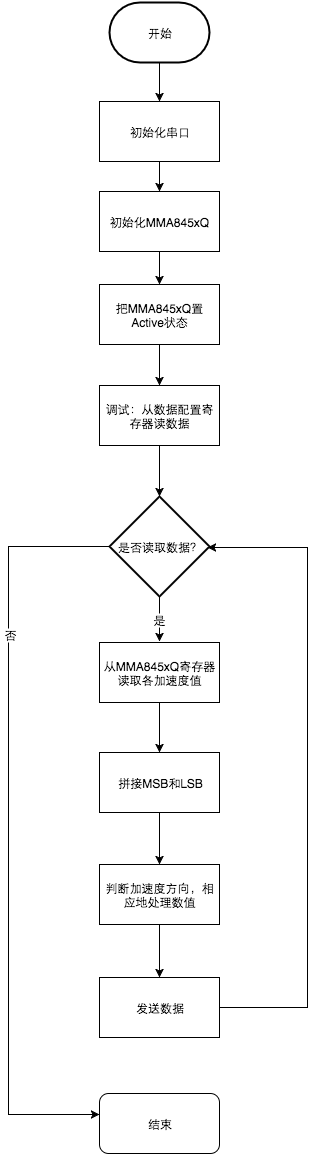 开始
初始化串口
初始化MMA845xQ
把MMA845xQ置
Active状态
调试：从数据配置寄
存器读数据
是否读取数据?
否
是
从MMA845xQ寄存器
读取各加速度值
拼接MSB和LSB
判断加速度方向，相
应地处理数值
发送数据
结束